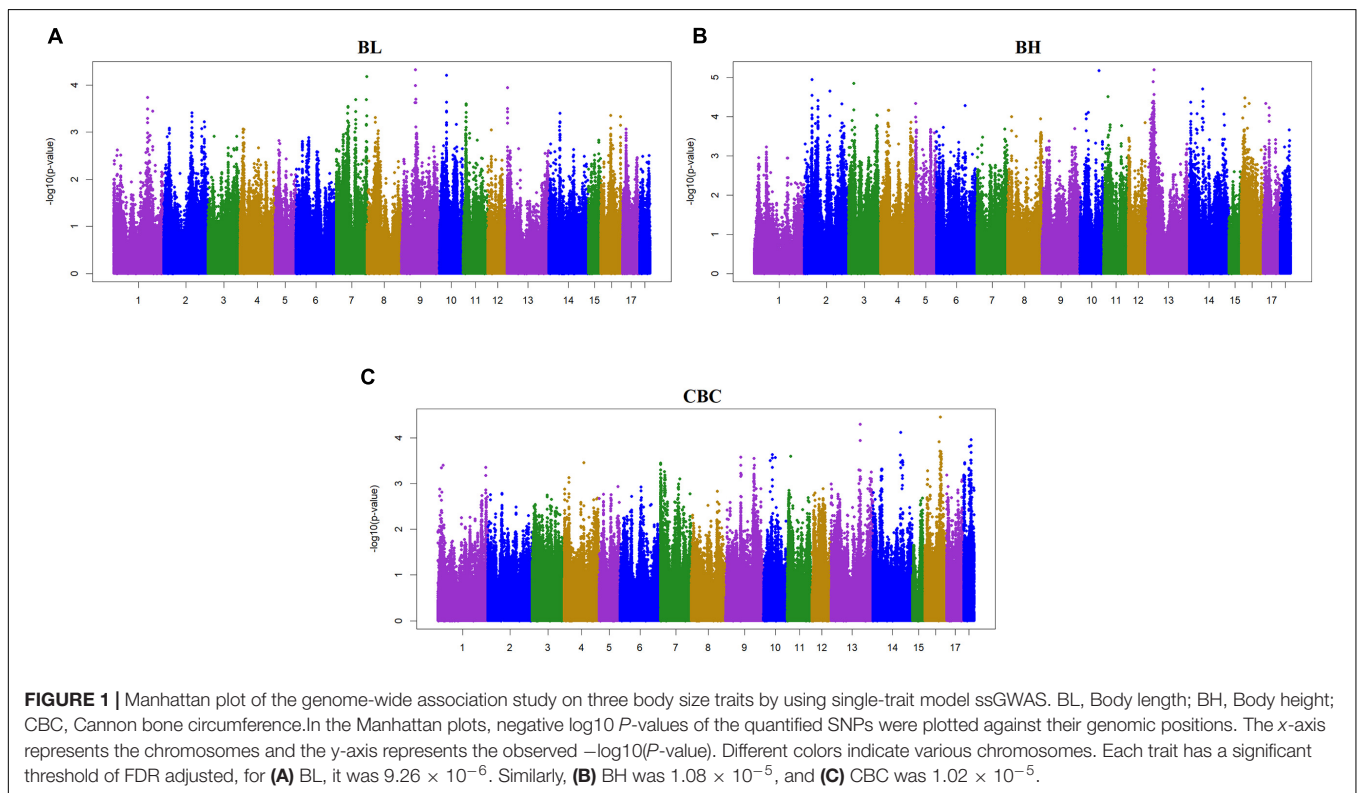 A
BL
-log10(p-value)
0 1 2 3 4
1 2 3 4 5 6 7 8 9 10 11 12 13 14 15 17
B
BH
-log10(p-value)
0 1 2 3 4 5
1 2 3 4 5 6 7 8 9 10 11 12 13 14 15 17
C
CBC
-log10(p-value)
0 1 2 3 4
1 2 3 4 5 6 7 8 9 10 11 12 13 14 15 17
FIGURE 1 | Manhattan plot of the genome-wide association study on three body size traits by using single-trait model ssGWAS. BL, Body length; BH, Body height;
CBC, Cannon bone circumference.In the Manhattan plots, negative log10 P-values of the quantified SNPs were plotted against their genomic positions. The x-axis
represents the chromosomes and the y-axis represents the observed −log10(P-value). Different colors indicate various chromosomes. Each trait has a significant
threshold of FDR adjusted, for (A) BL, it was 9.26 × 10⁻⁶. Similarly, (B) BH was 1.08 × 10⁻⁵, and (C) CBC was 1.02 × 10⁻⁵.